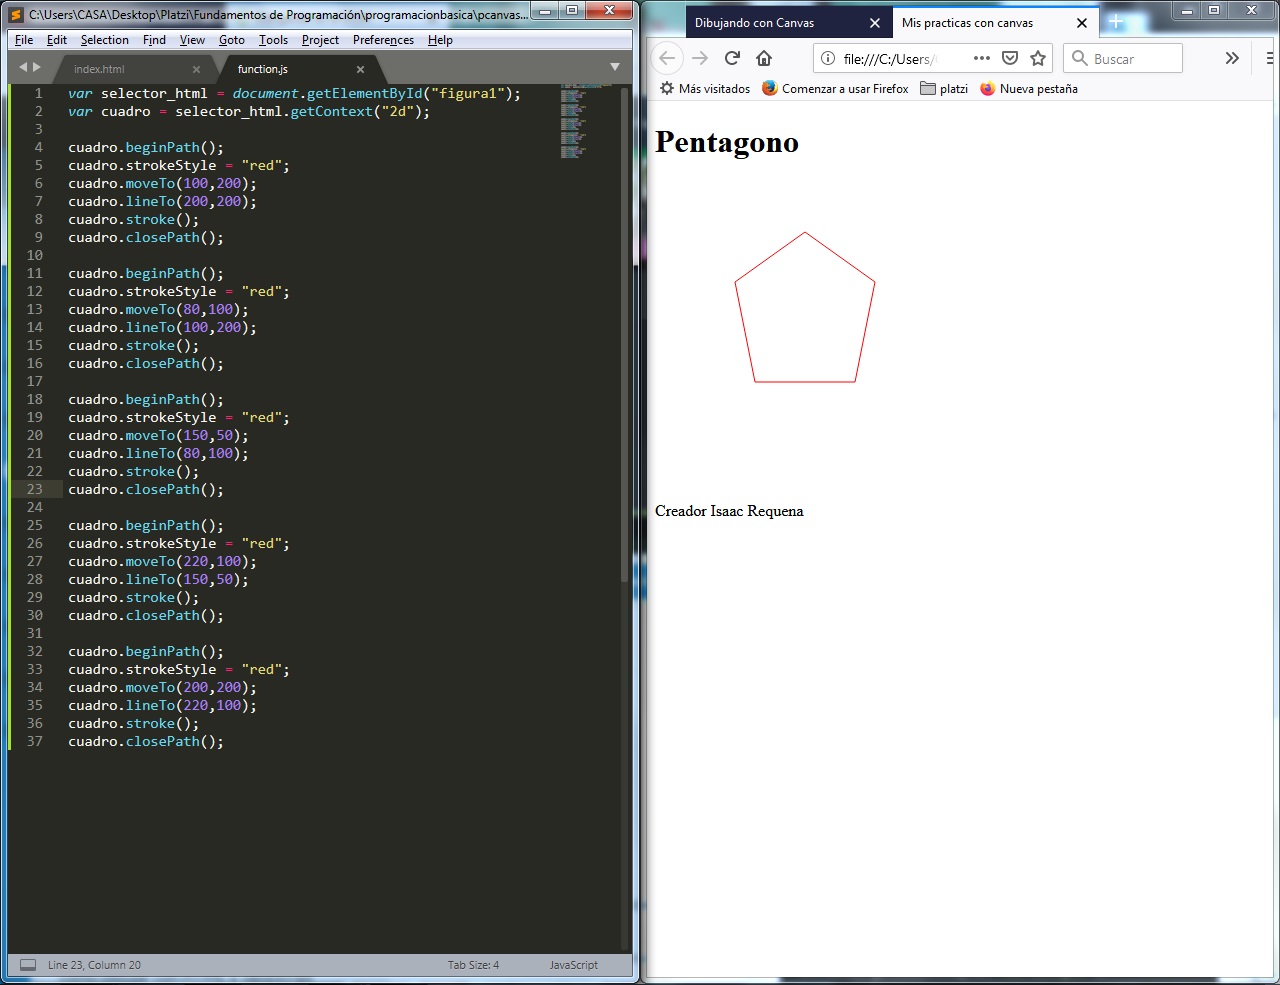 C:\Users\CASA\Desktop\Platzi\Fundamentos de Programación\programacionbasica\pcanvas...
File Edit Selection Find View Goto Tools Project Preferences Help
index.html function.js
1 var selector_html = document.getElementById("figura1");
2 var cuadro = selector_html.getContext("2d");
3
4 cuadro.beginPath();
5 cuadro.strokeStyle = "red";
6 cuadro.moveTo(100,200);
7 cuadro.lineTo(200,200);
8 cuadro.stroke();
9 cuadro.closePath();
10
11 cuadro.beginPath();
12 cuadro.strokeStyle = "red";
13 cuadro.moveTo(80,100);
14 cuadro.lineTo(100,200);
15 cuadro.stroke();
16 cuadro.closePath();
17
18 cuadro.beginPath();
19 cuadro.strokeStyle = "red";
20 cuadro.moveTo(150,50);
21 cuadro.lineTo(80,100);
22 cuadro.stroke();
23 cuadro.closePath();
24
25 cuadro.beginPath();
26 cuadro.strokeStyle = "red";
27 cuadro.moveTo(220,100);
28 cuadro.lineTo(150,50);
29 cuadro.stroke();
30 cuadro.closePath();
31
32 cuadro.beginPath();
33 cuadro.strokeStyle = "red";
34 cuadro.moveTo(200,200);
35 cuadro.lineTo(220,100);
36 cuadro.stroke();
37 cuadro.closePath();
Line 23, Column 20 Tab Size: 4 JavaScript
Dibujando con Canvas Mis practicas con canvas
file:///C:/Users/ Buscar
Más visitados Comenzar a usar Firefox platzi Nueva pestaña
Pentagono
Creador Isaac Requena